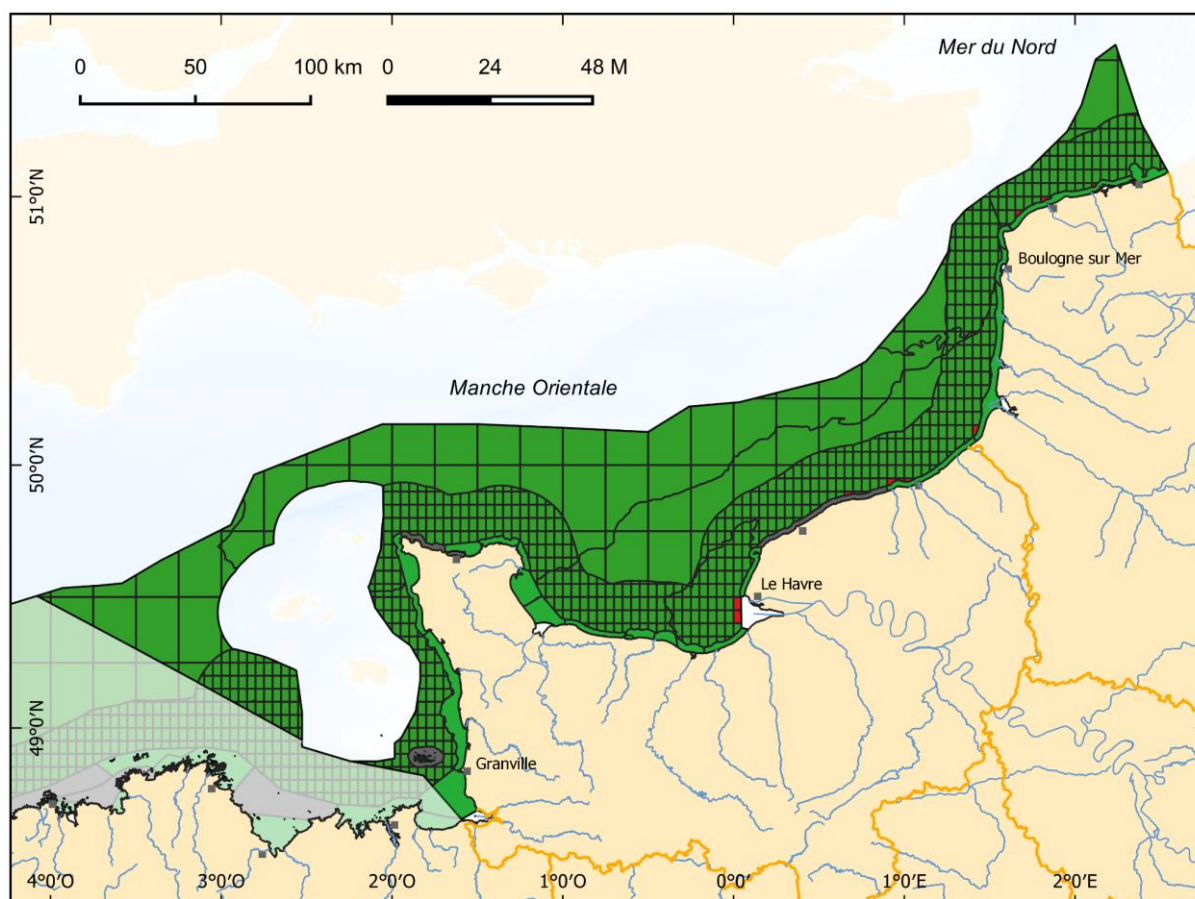 Mer du Nord
0 50 100 km 0 24 48 M
51°0’N
Boulogne sur Mer
Manche Orientale
50°0’N
Le Havre
49°0’N
Granville
4°0’O 3°0’O 2°0’O 1°0’O 0°0’O 1°0’E 2°0’E